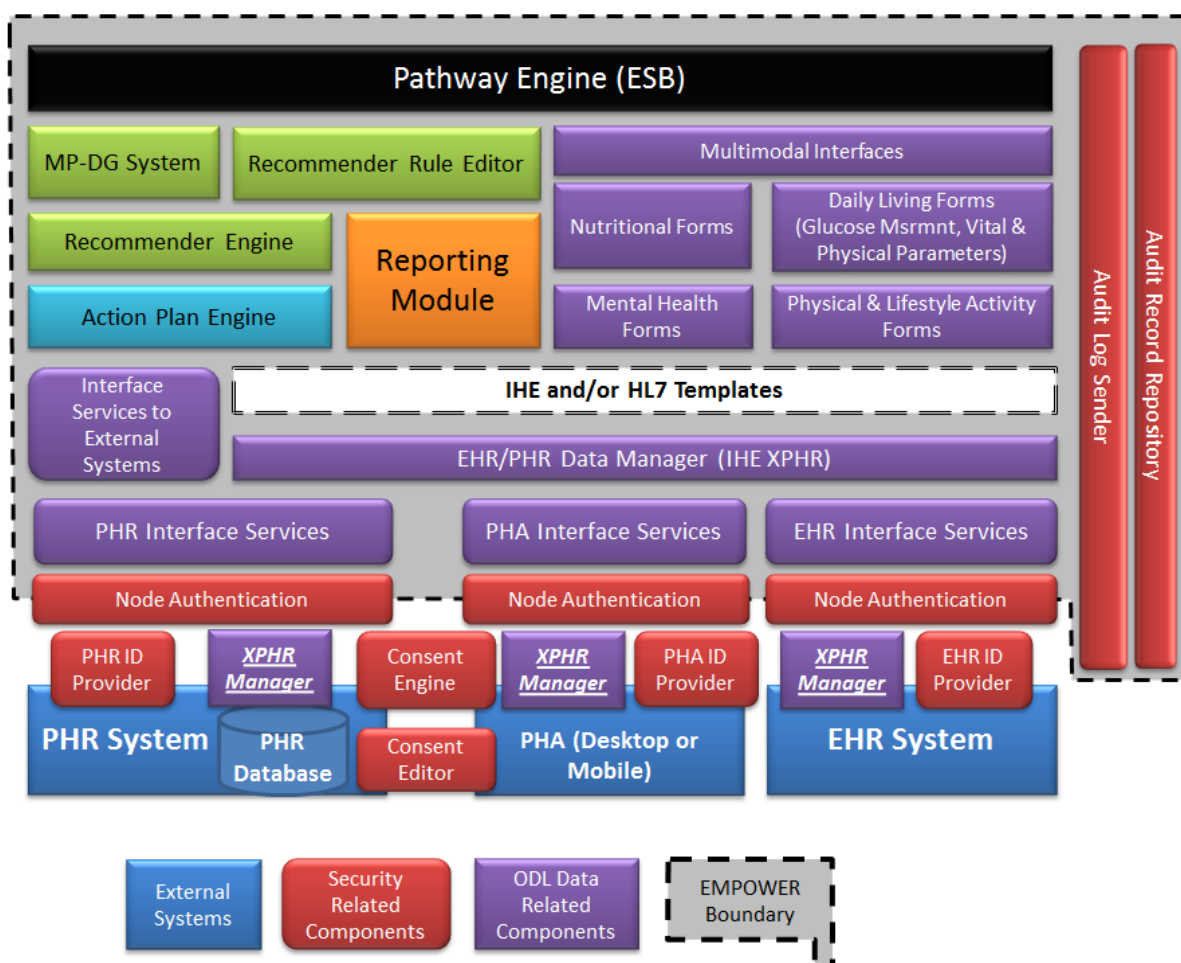 Pathway Engine (ESB)
MP-DG System
Recommender Rule Editor
Multimodal Interfaces
Recommender Engine
Reporting
Module
Nutritional Forms
Daily Living Forms
(Glucose Msrmnt, Vital &
Physical Parameters)
Action Plan Engine
Mental Health
Forms
Physical & Lifestyle Activity
Forms
Interface
Services to
External
Systems
IHE and/or HL7 Templates
EHR/PHR Data Manager (IHE XPHR)
PHR Interface Services
PHA Interface Services
EHR Interface Services
Node Authentication
Node Authentication
Node Authentication
Audit Log Sender
Audit Record Repository
PHR ID
Provider
XPHR
Manager
Consent
Engine
XPHR
Manager
PHA ID
Provider
XPHR
Manager
EHR ID
Provider
PHR System
PHR
Database
Consent
Editor
PHA (Desktop or
Mobile)
EHR System
External
Systems
Security
Related
Components
ODL Data
Related
Components
EMPOWER
Boundary